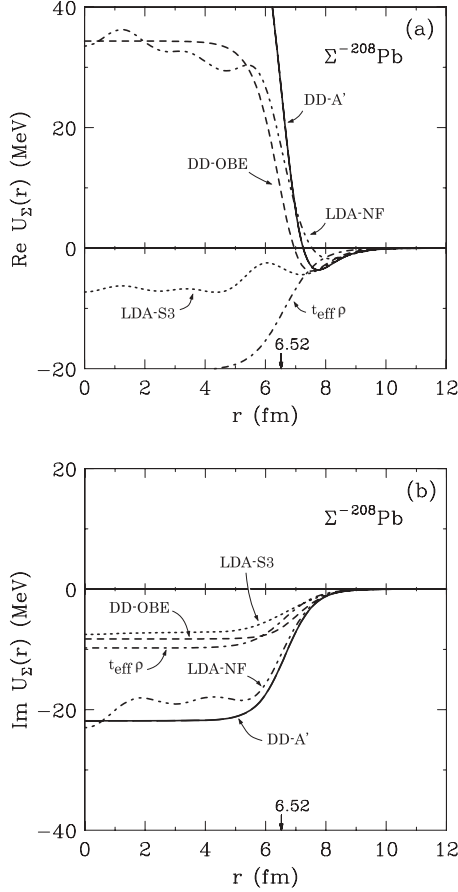 (a)
Σ⁻²⁰⁸Pb
DD-A'
DD-OBE
LDA-NF
LDA-S3
t_eff ρ
6.52
40
20
0
−20
Re U_Σ(r) (MeV)
0 2 4 6 8 10 12
r (fm)
(b)
Σ⁻²⁰⁸Pb
LDA-S3
DD-OBE
t_eff ρ
LDA-NF
DD-A'
6.52
20
0
−20
−40
Im U_Σ(r) (MeV)
0 2 4 6 8 10 12
r (fm)